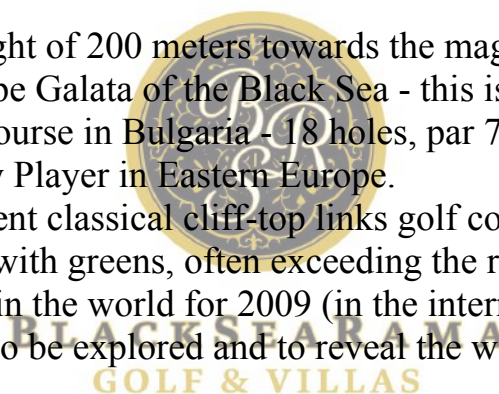 ght of 200 meters towards the mag
pe Galata of the Black Sea - this is
ourse in Bulgaria - 18 holes, par 7
y Player in Eastern Europe.
ent classical cliff-top links golf co
with greens, often exceeding the r
in the world for 2009 (in the inter
BLACKSEARAMA
o be explored and to reveal the w
GOLF & VILLAS